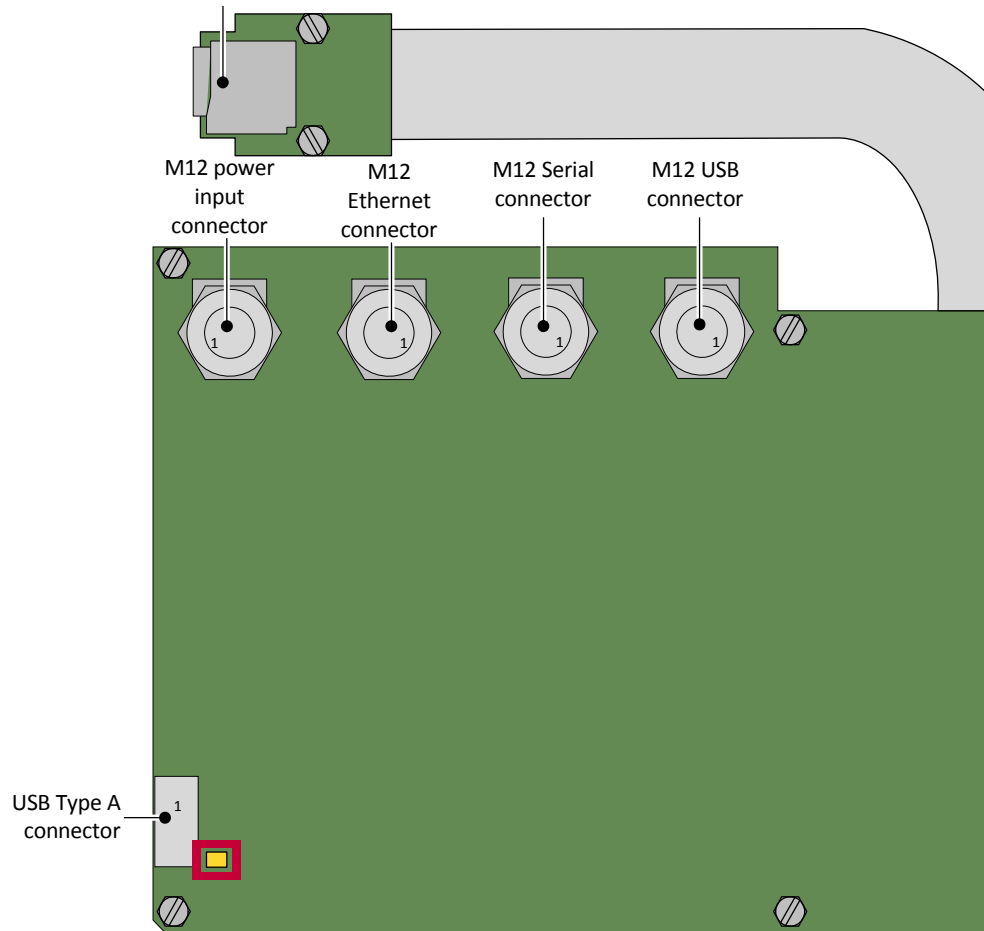 M12 power
input
connector
M12
Ethernet
connector
M12 Serial
connector
M12 USB
connector
1
1
1
1
USB Type A
connector
1